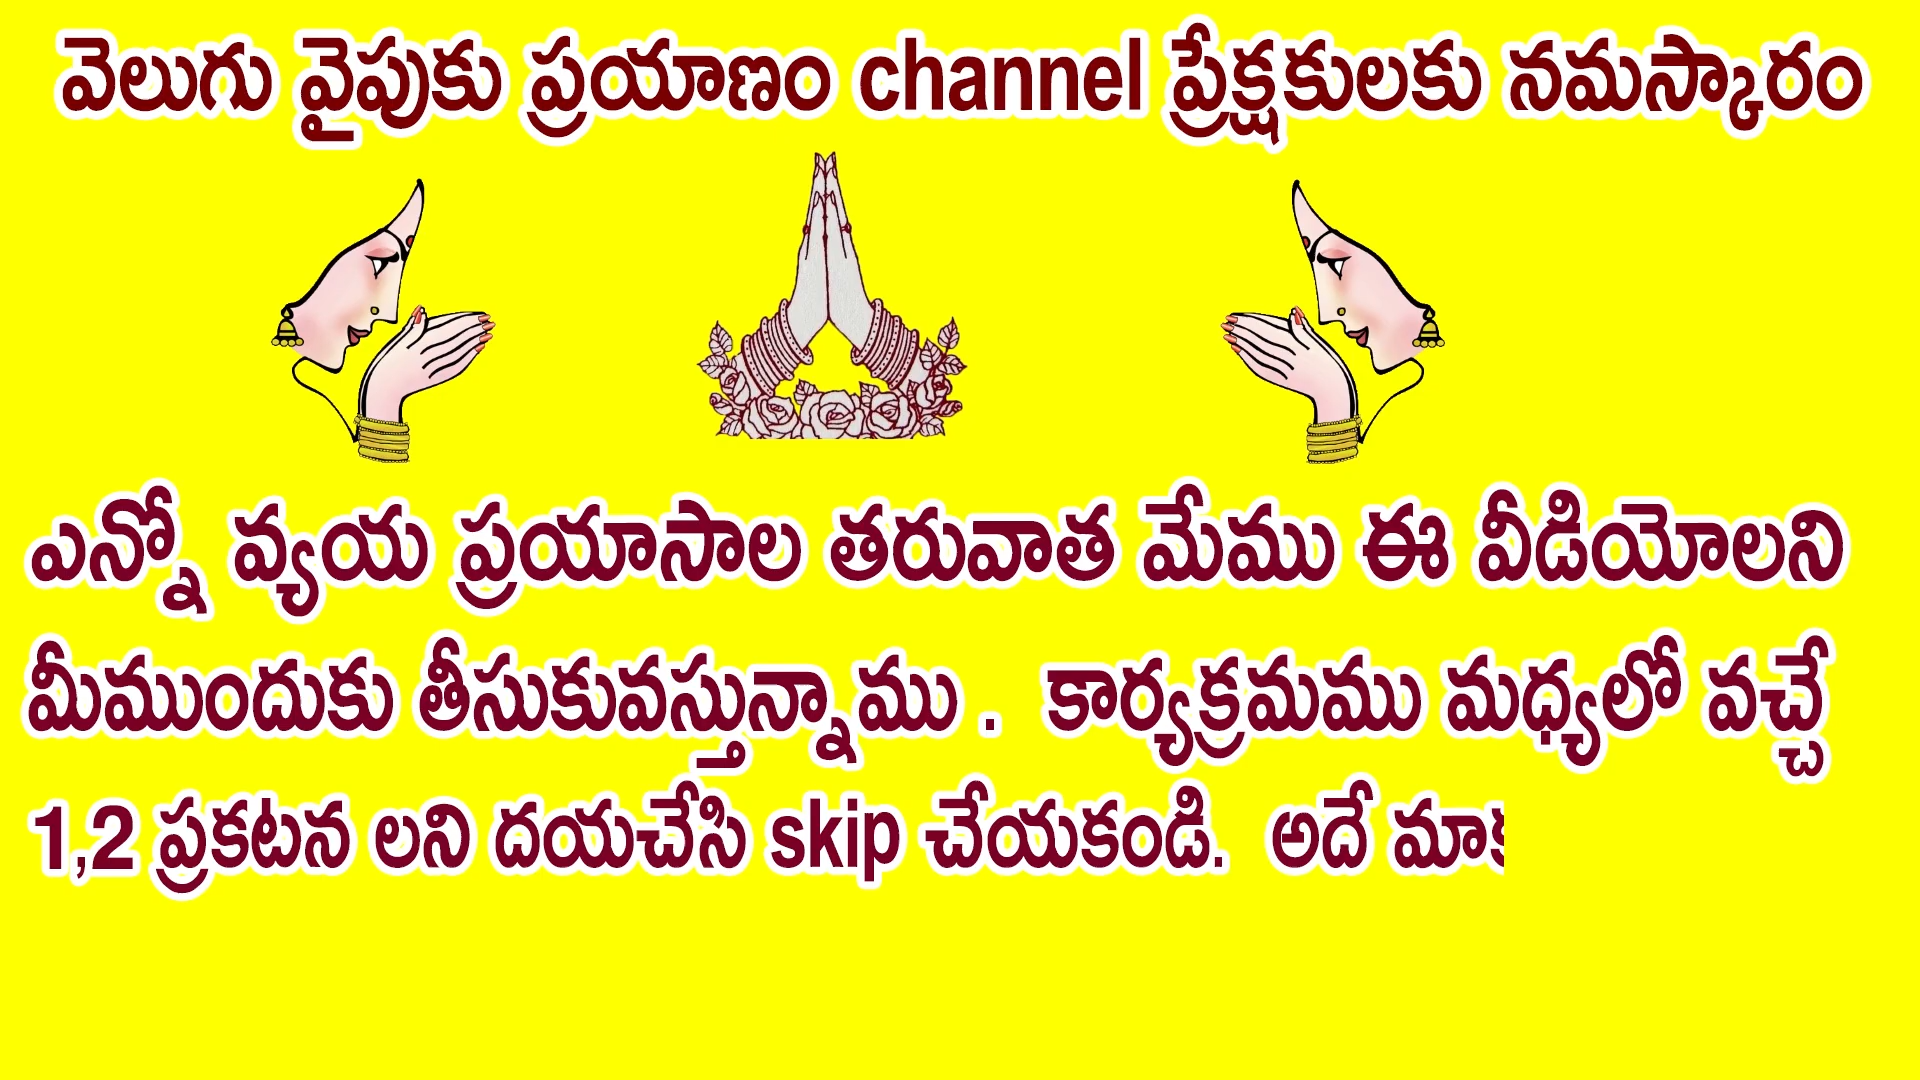 వెలుగు వైపుకు ప్రయాణం channel ప్రేక్షకులకు నమస్కారం
ఎన్నో వ్యయ ప్రయాసాల తరువాత మేము ఈ వీడియోలని
మీముందుకు తీసుకువస్తున్నాము . కార్యక్రమము మధ్యలో వచ్చే
1,2 ప్రకటన లని దయచేసి skip చేయకండి. అదే